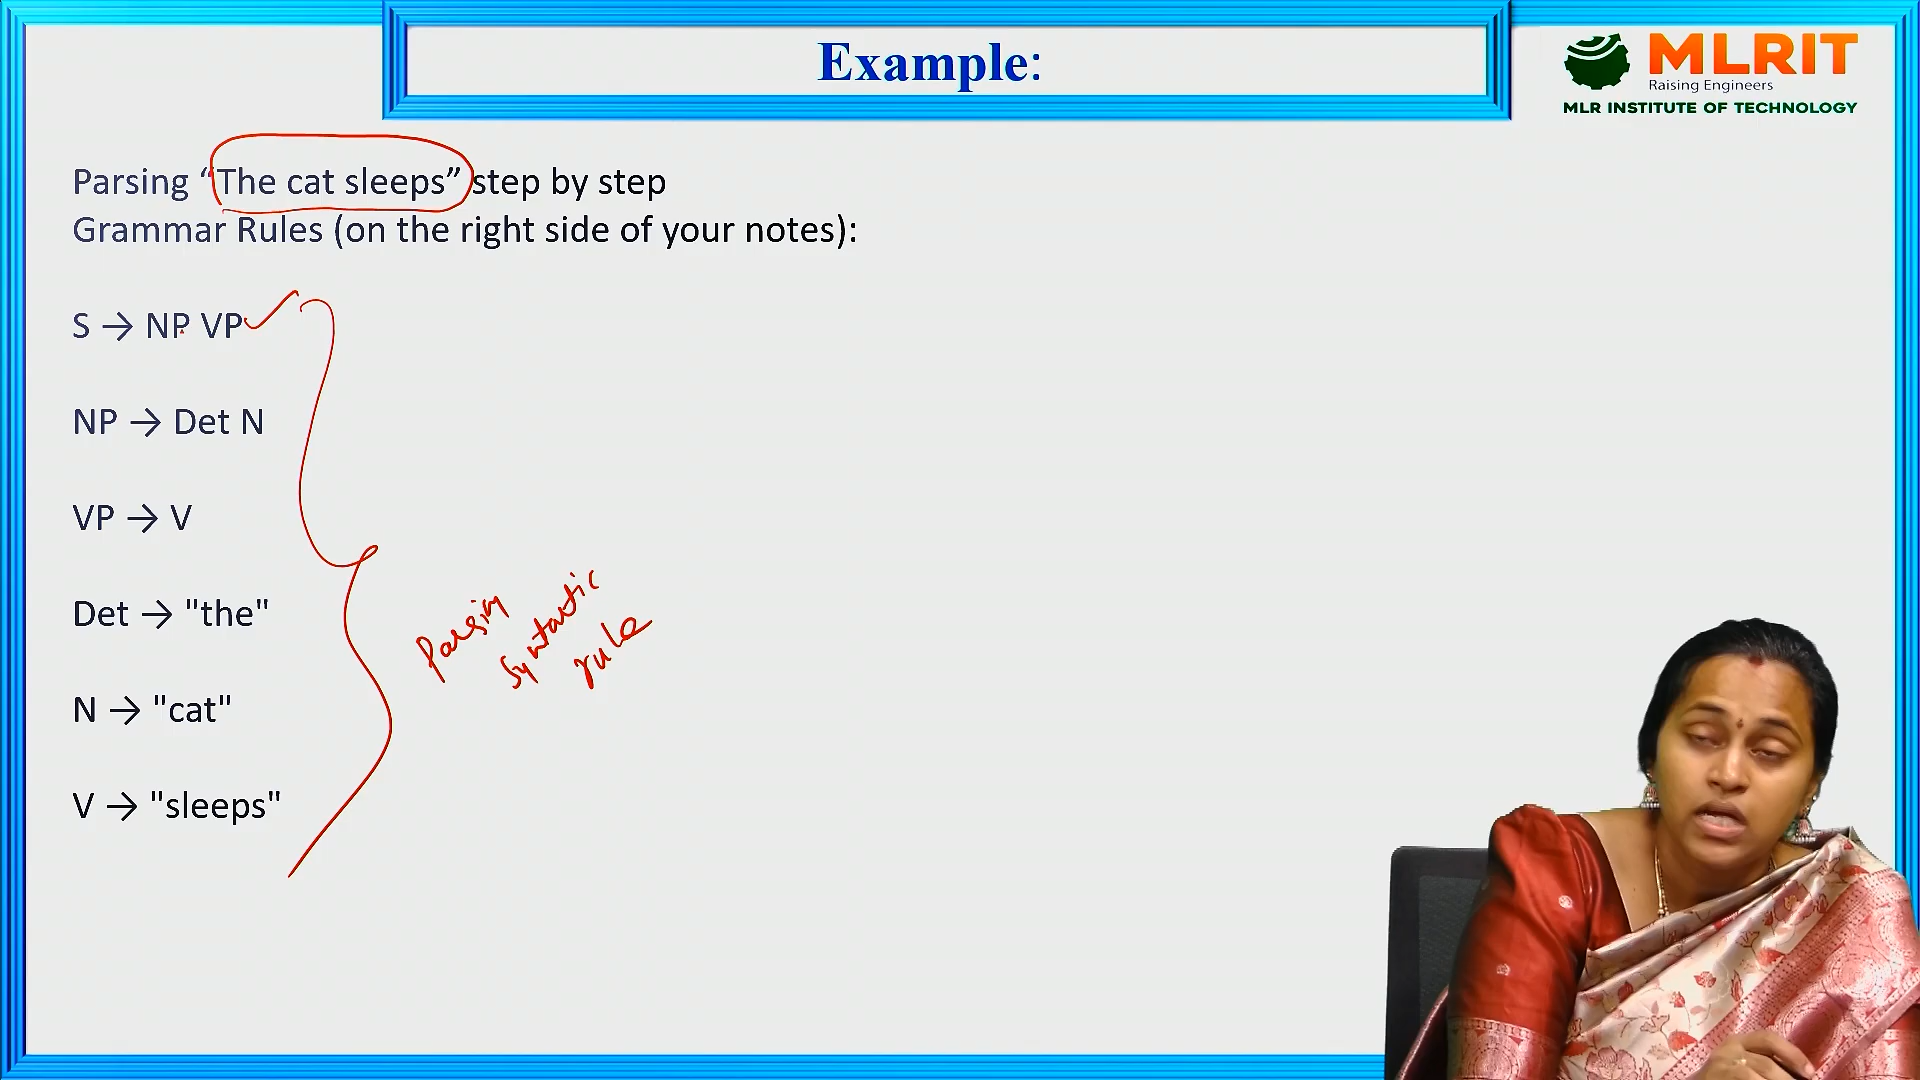 Example:
MLRIT
Raising Engineers
MLR INSTITUTE OF TECHNOLOGY
Parsing “The cat sleeps” step by step
Grammar Rules (on the right side of your notes):
S → NP VP
NP → Det N
VP → V
Det → "the"
N → "cat"
V → "sleeps"
Parsing
Syntactic
rule